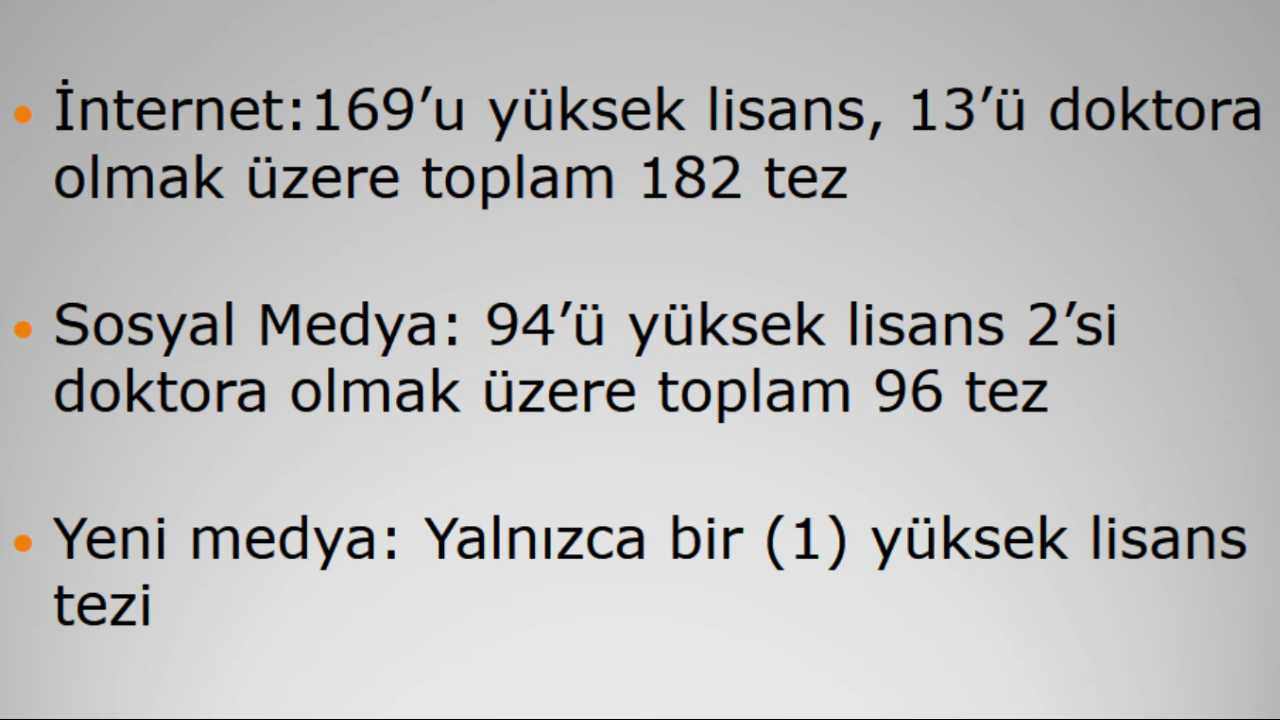 • İnternet:169’u yüksek lisans, 13’ü doktora
olmak üzere toplam 182 tez
• Sosyal Medya: 94’ü yüksek lisans 2’si
doktora olmak üzere toplam 96 tez
• Yeni medya: Yalnızca bir (1) yüksek lisans
tezi